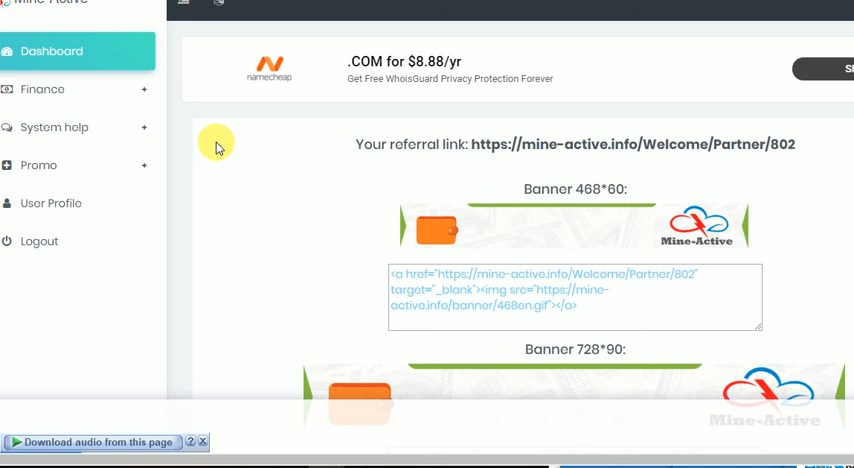 Mine-Active
Dashboard
Finance +
System help +
Promo +
User Profile
Logout
namecheap
.COM for $8.88/yr
Get Free WhoisGuard Privacy Protection Forever
Your referral link: https://mine-active.info/Welcome/Partner/802
Banner 468*60:
Mine-Active
<a href="https://mine-active.info/Welcome/Partner/802"
target="_blank"><img src="https://mine-
active.info/banner/468en.gif"></a>
Banner 728*90:
Mine-Active
Download audio from this page ? X